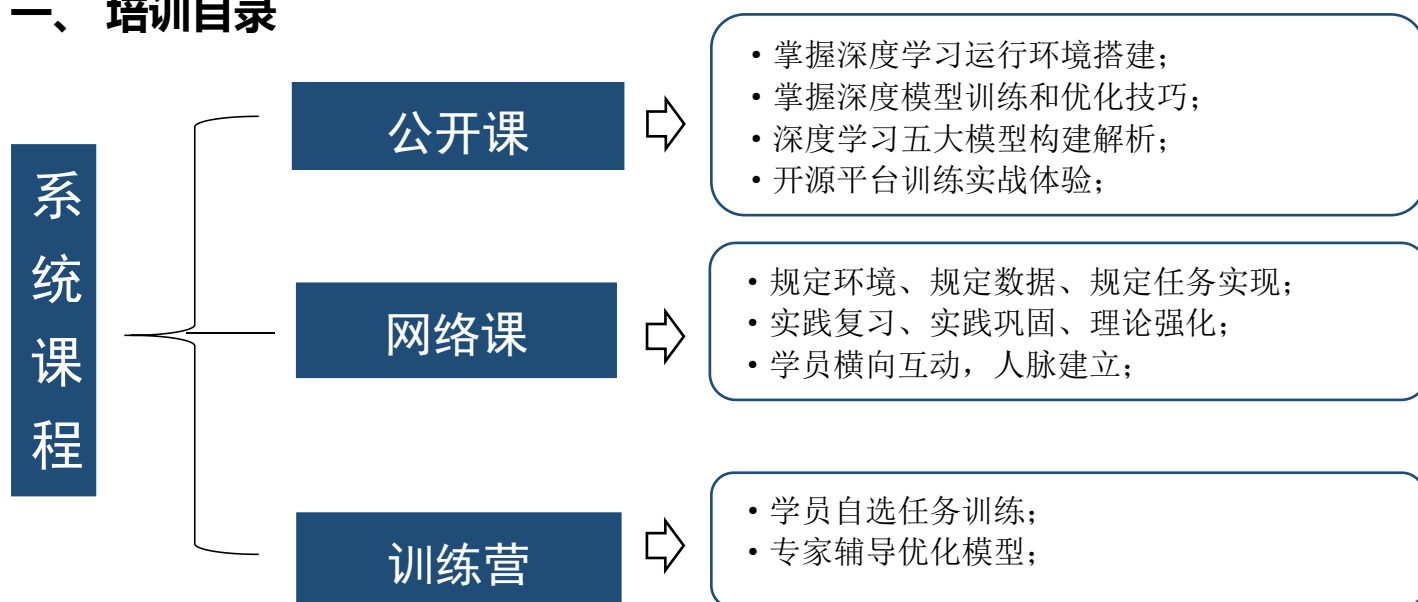 一、 培训目录
系统课程
公开课
·掌握深度学习运行环境搭建;
·掌握深度模型训练和优化技巧;
·深度学习五大模型构建解析;
·开源平台训练实战体验;
网络课
·规定环境、规定数据、规定任务实现;
·实践复习、实践巩固、理论强化;
·学员横向互动，人脉建立;
训练营
·学员自选任务训练;
·专家辅导优化模型;